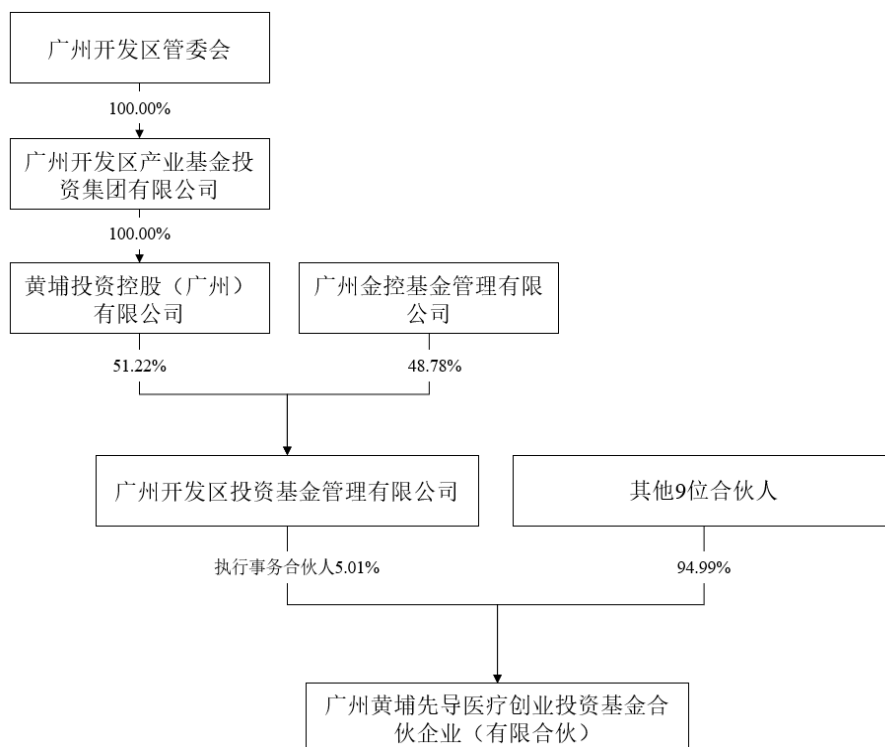 广州开发区管委会
100.00%
广州开发区产业基金投
资集团有限公司
100.00%
黄埔投资控股（广州）
有限公司
广州金控基金管理有限
公司
51.22%
48.78%
广州开发区投资基金管理有限公司
其他9位合伙人
执行事务合伙人5.01%
94.99%
广州黄埔先导医疗创业投资基金合
伙企业（有限合伙）